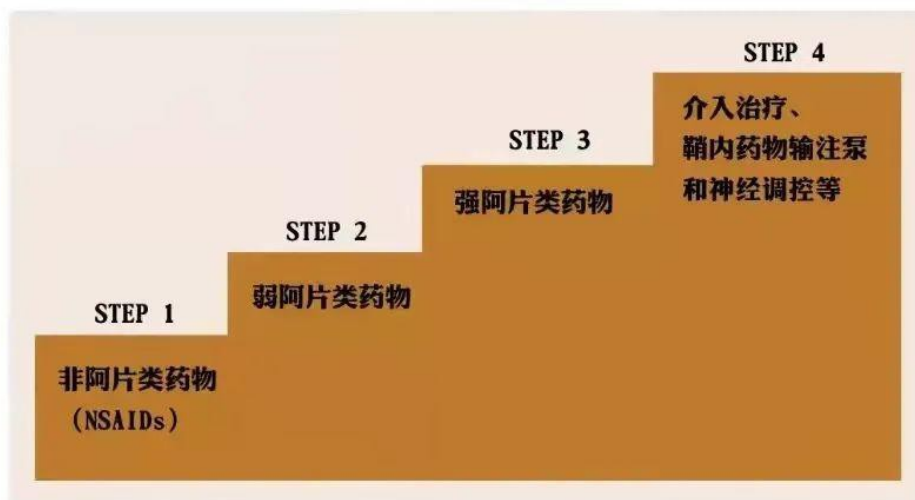 STEP 1
非阿片类药物
（NSAIDs）
STEP 2
弱阿片类药物
STEP 3
强阿片类药物
STEP 4
介入治疗、
鞘内药物输注泵
和神经调控等